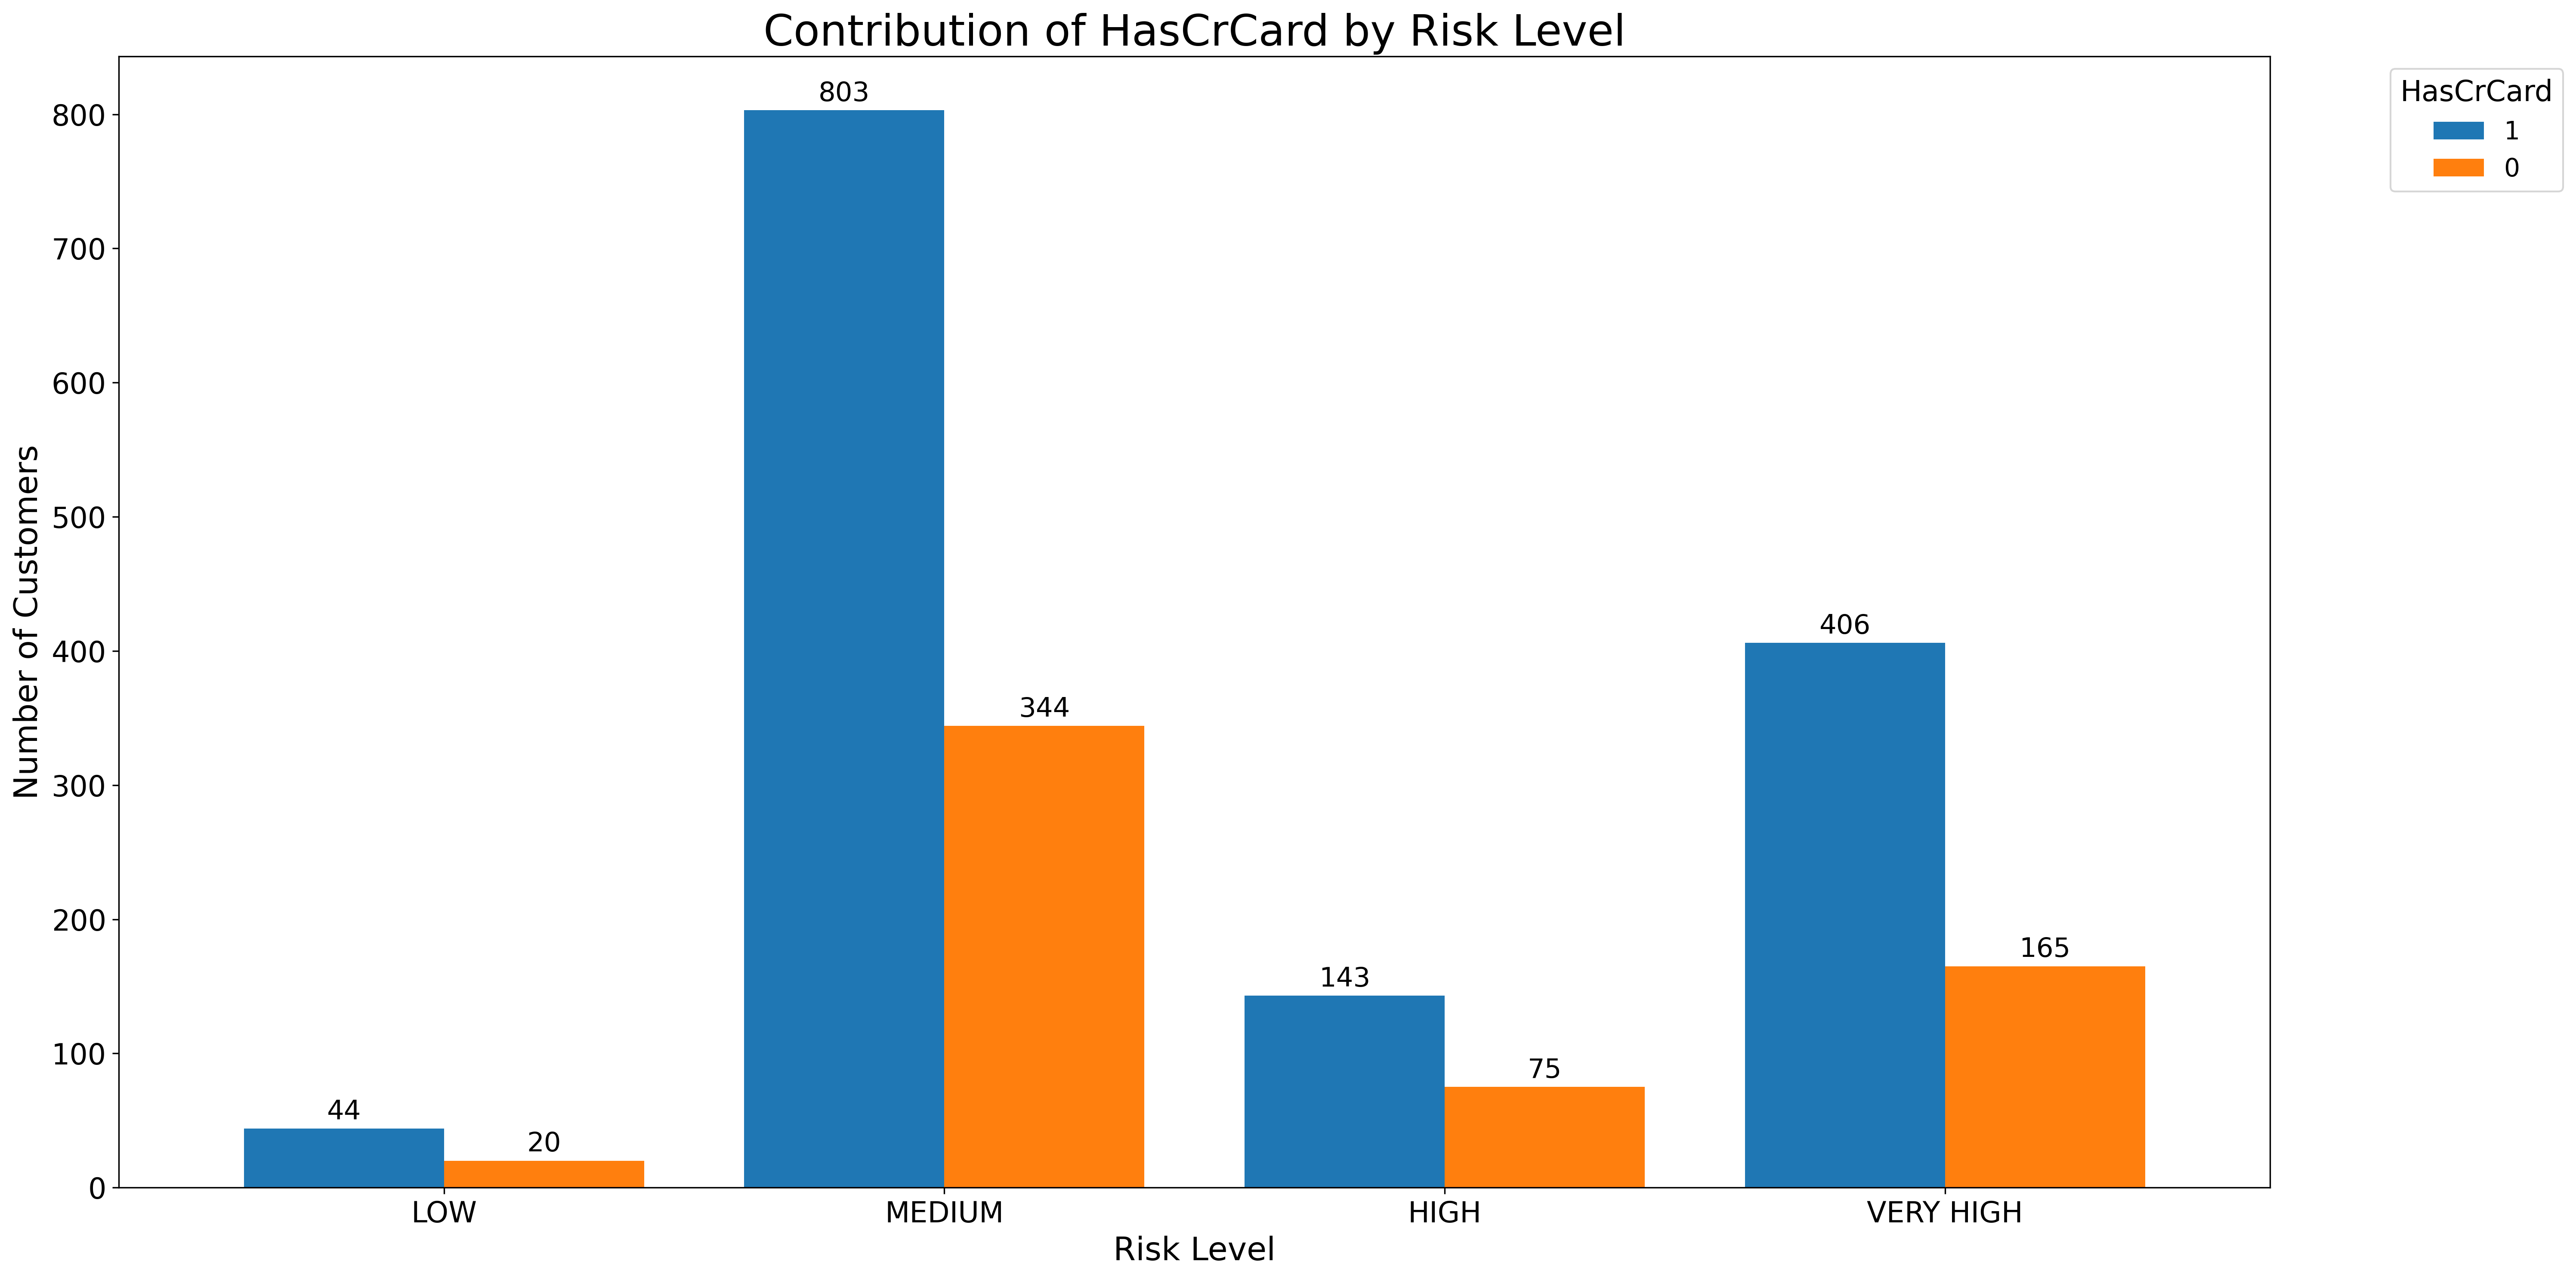 Contribution of HasCrCard by Risk Level
HasCrCard
1
0
Number of Customers
800
700
600
500
400
300
200
100
0
803
344
406
165
143
75
44
20
LOW
MEDIUM
HIGH
VERY HIGH
Risk Level